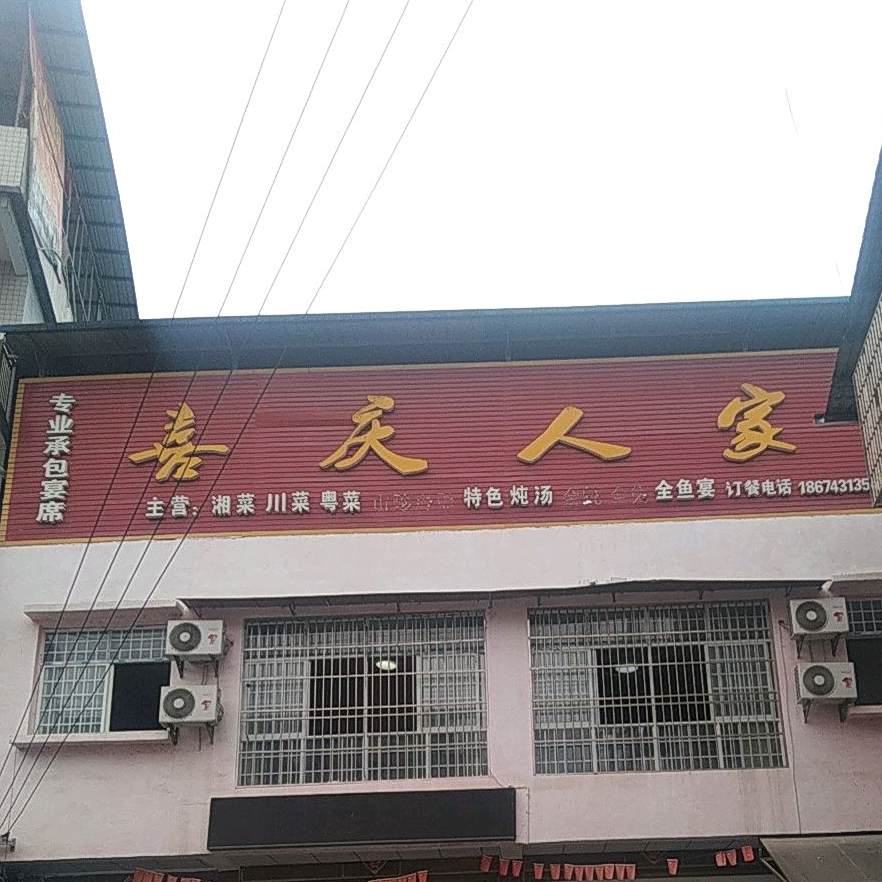 专业承包宴席
喜庆人家
主营：湘菜 川菜 粤菜 特色炖汤 全鱼宴 订餐电话 186743135